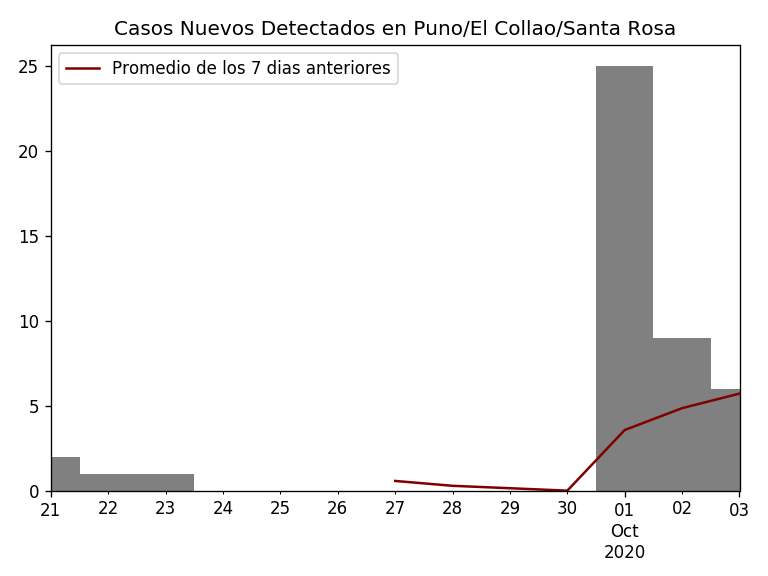 Casos Nuevos Detectados en Puno/El Collao/Santa Rosa
Promedio de los 7 dias anteriores
25
20
15
10
5
0
21 22 23 24 25 26 27 28 29 30 01 02 03
Oct
2020